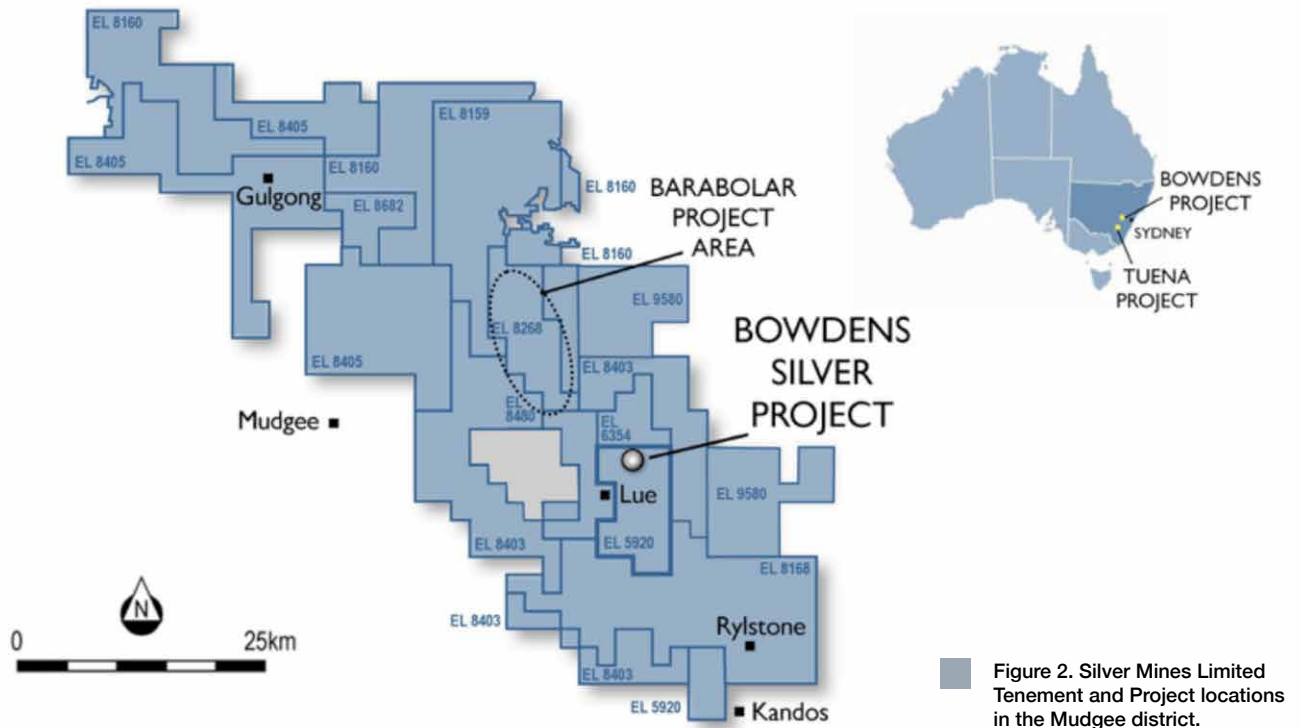 EL 8160
EL 8405
EL 8159
EL 8405
EL 8160
Gulgong
EL 8682
EL 8160
BARABOLAR
PROJECT
AREA
EL 8160
EL 9580
EL 8268
EL 8405
EL 8403
BOWDENS
SILVER
PROJECT
EL
8480
Mudgee
EL
6354
Lue
EL 9580
EL 8403
EL 5920
EL 8168
EL 8403
Rylstone
EL 8403
EL 5920
Kandos
N
0
25km
BOWDENS
PROJECT
SYDNEY
TUENA
PROJECT
Figure 2. Silver Mines Limited
Tenement and Project locations
in the Mudgee district.